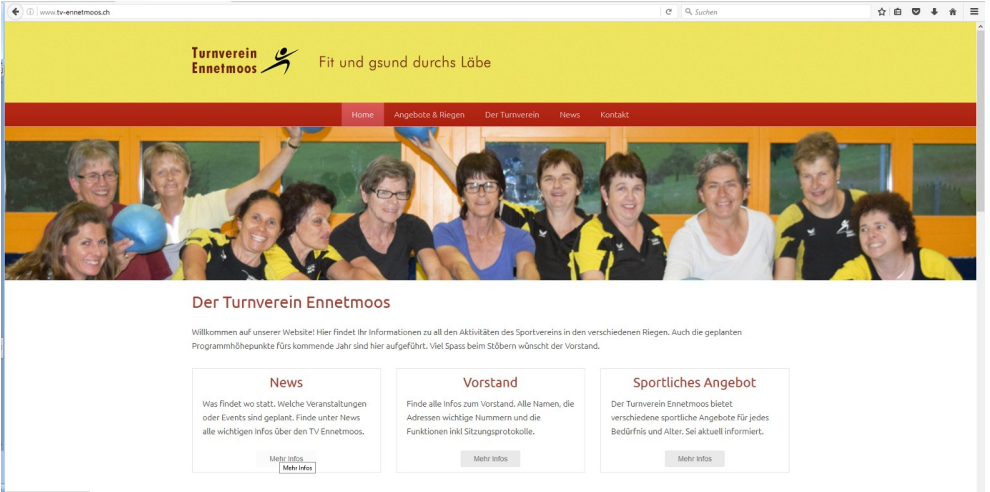 www.tv-ennetmoos.ch
Suchen
Turnverein
Ennetmoos
Fit und gsund durchs Läbe
Home Angebote & Riegen Der Turnverein News Kontakt
Der Turnverein Ennetmoos
Willkommen auf unserer Website! Hier findet Ihr Informationen zu all den Aktivitäten des Sportvereins in den verschiedenen Riegen. Auch die geplanten
Programmhöhepunkte fürs kommende Jahr sind hier aufgeführt. Viel Spass beim Stöbern wünscht der Vorstand.
News
Was findet wo statt. Welche Veranstaltungen
oder Events sind geplant. Finde unter News
alle wichtigen Infos über den TV Ennetmoos.
Mehr Infos
Mehr Infos
Vorstand
Finde alle Infos zum Vorstand. Alle Namen, die
Adressen wichtige Nummern und die
Funktionen inkl Sitzungsprotokolle.
Mehr Infos
Sportliches Angebot
Der Turnverein Ennetmoos bietet
verschiedene sportliche Angebote für jedes
Bedürfnis und Alter. Sei aktuell informiert.
Mehr Infos